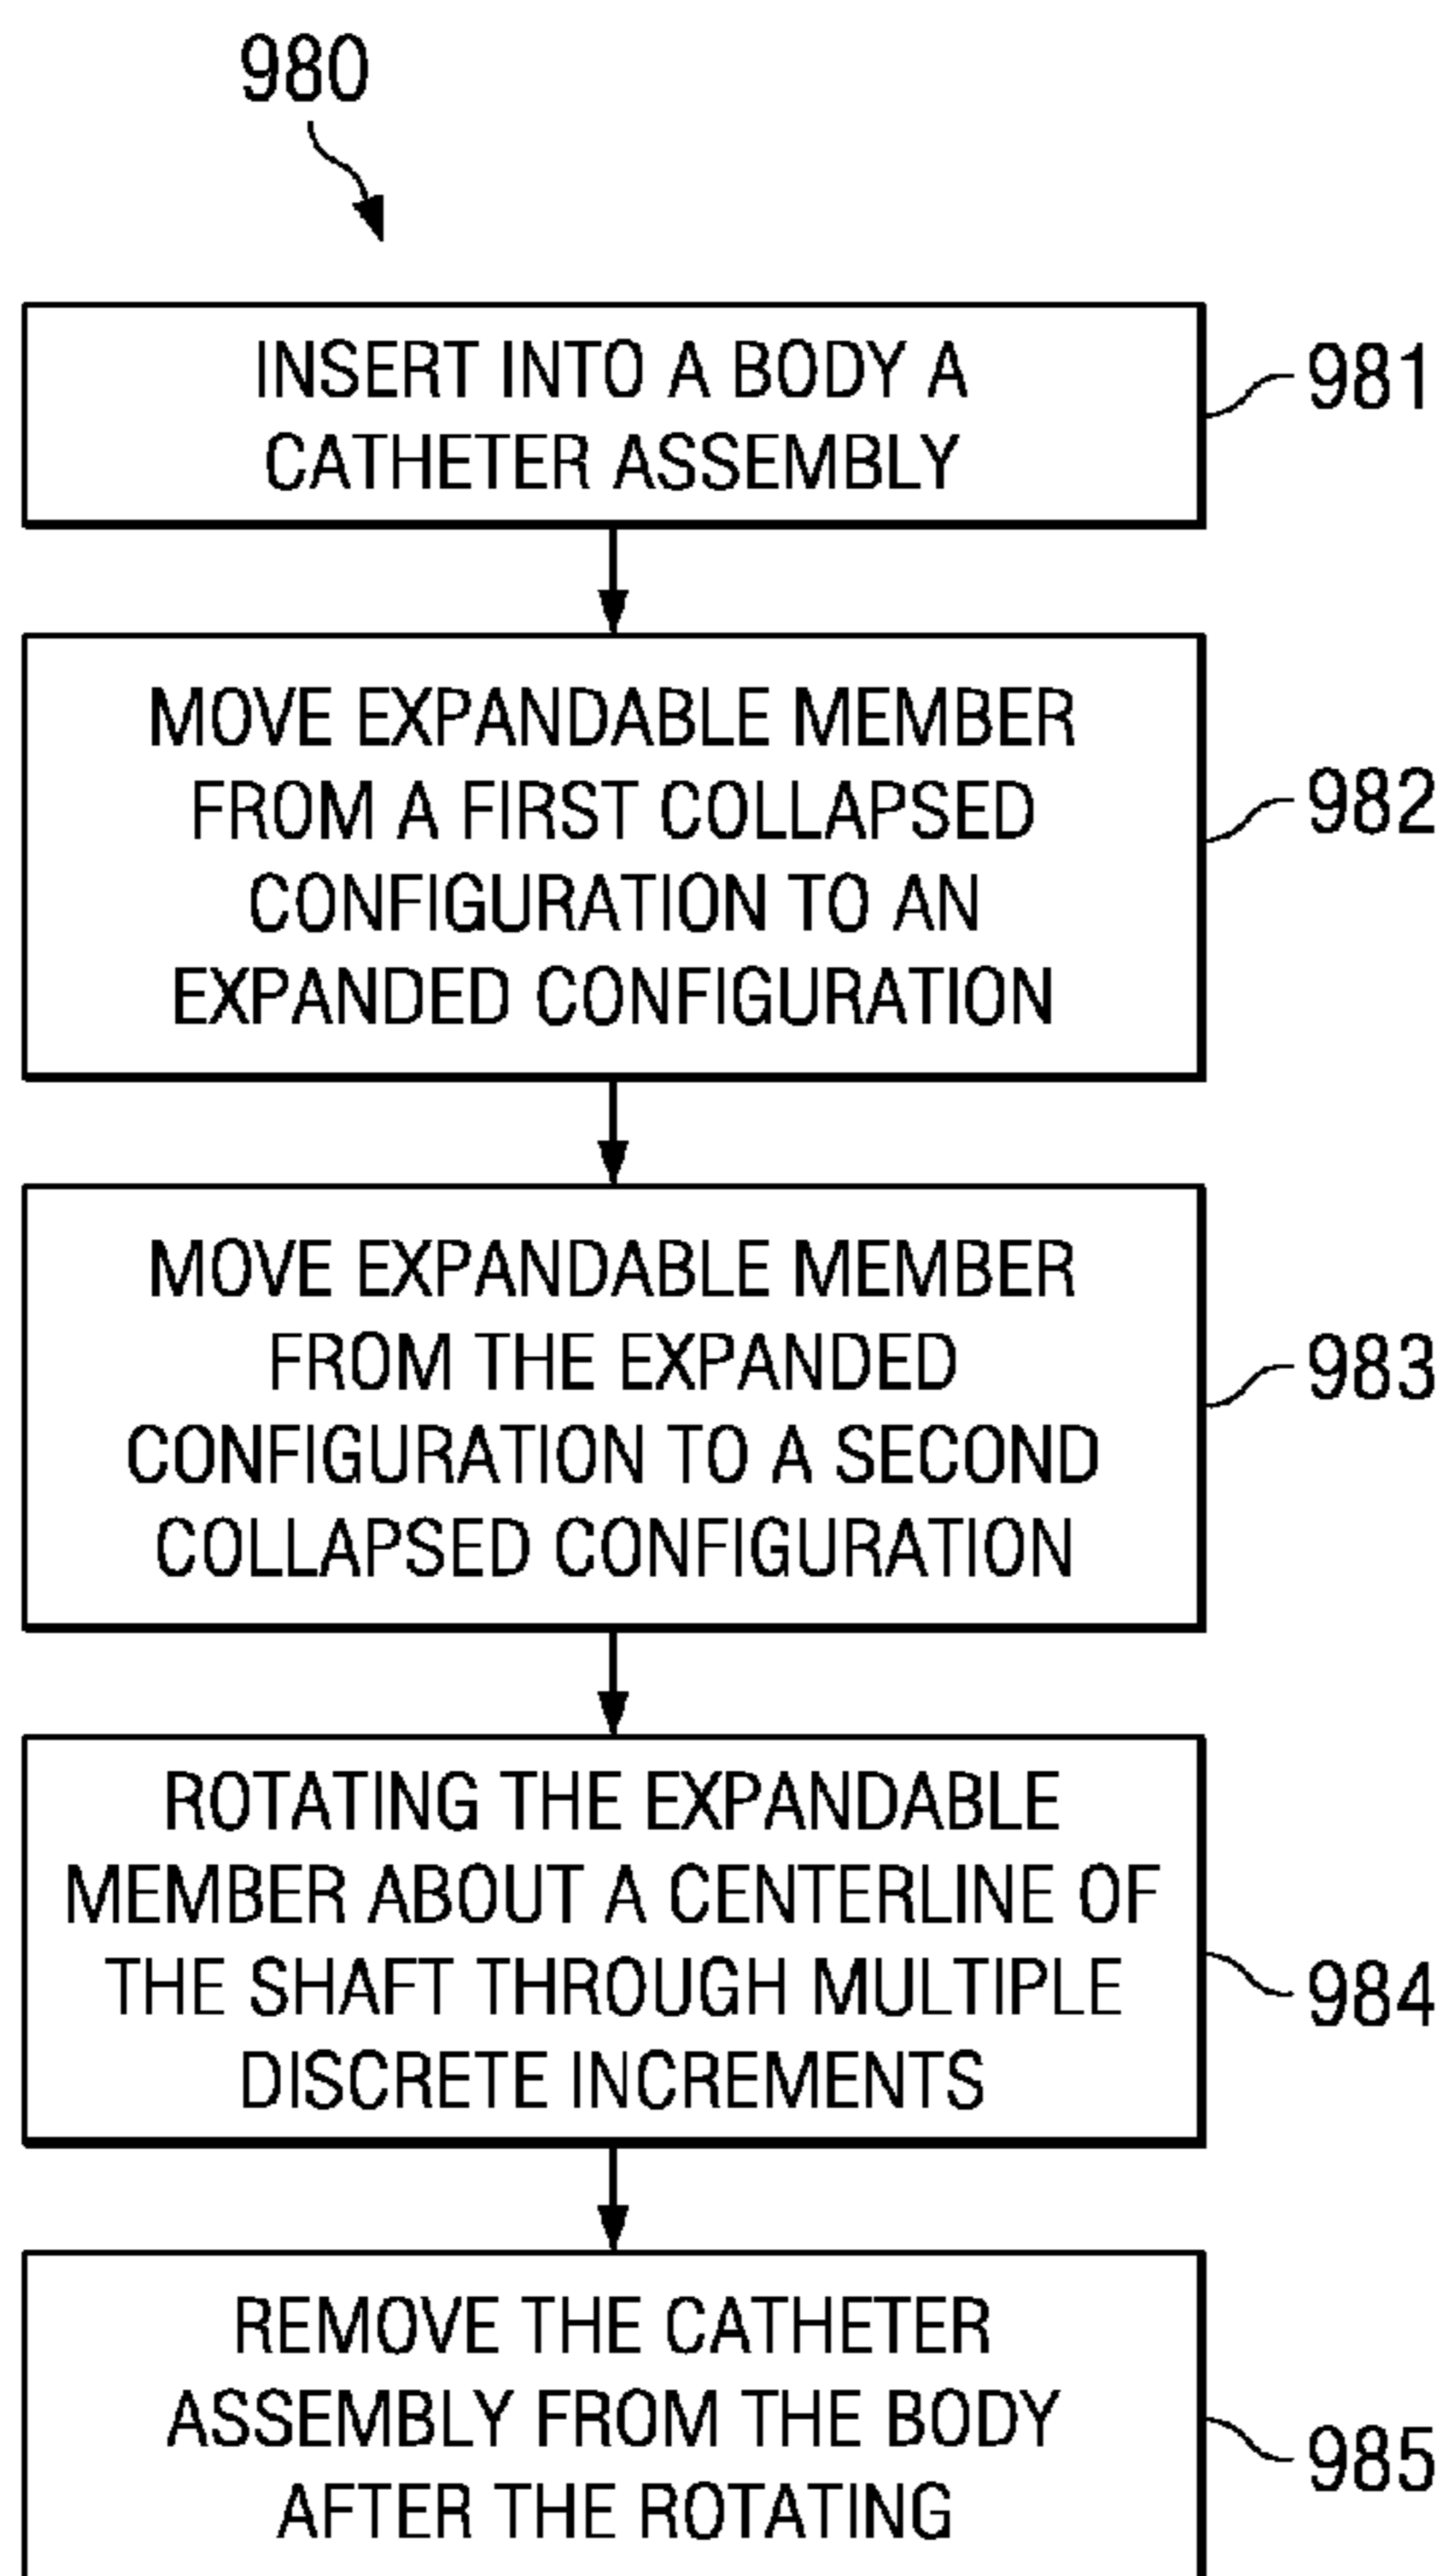 980
INSERT INTO A BODY A
CATHETER ASSEMBLY
981
MOVE EXPANDABLE MEMBER
FROM A FIRST COLLAPSED
CONFIGURATION TO AN
EXPANDED CONFIGURATION
982
MOVE EXPANDABLE MEMBER
FROM THE EXPANDED
CONFIGURATION TO A SECOND
COLLAPSED CONFIGURATION
983
ROTATING THE EXPANDABLE
MEMBER ABOUT A CENTERLINE OF
THE SHAFT THROUGH MULTIPLE
DISCRETE INCREMENTS
984
REMOVE THE CATHETER
ASSEMBLY FROM THE BODY
AFTER THE ROTATING
985